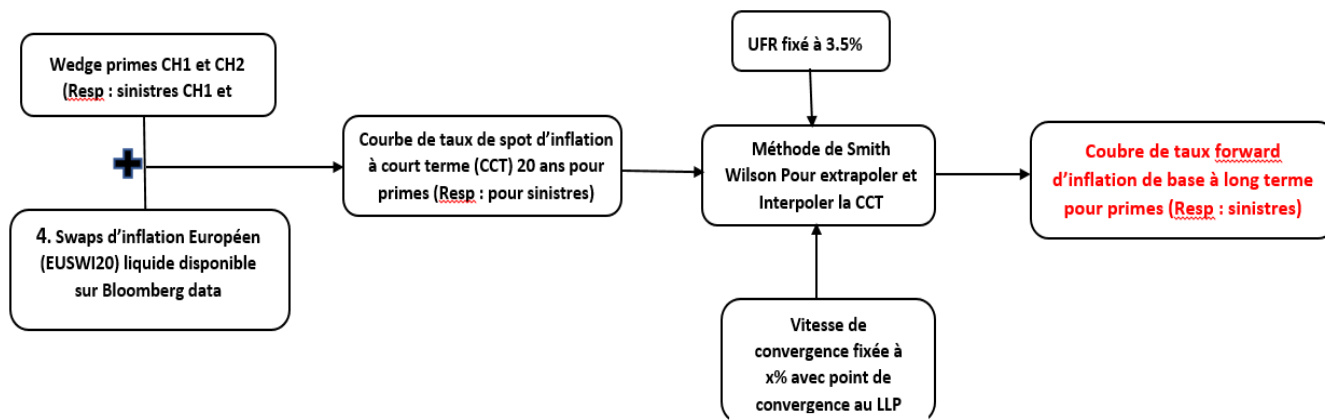 Wedge primes CH1 et CH2
(Resp : sinistres CH1 et
4. Swaps d’inflation Européen
(EUSWI20) liquide disponible
sur Bloomberg data
Courbe de taux de spot d’inflation
à court terme (CCT) 20 ans pour
primes (Resp : pour sinistres)
UFR fixé à 3.5%
Méthode de Smith
Wilson Pour extrapoler et
Interpoler la CCT
Vitesse de
convergence fixée à
x% avec point de
convergence au LLP
Coubre de taux forward
d’inflation de base à long terme
pour primes (Resp : sinistres)